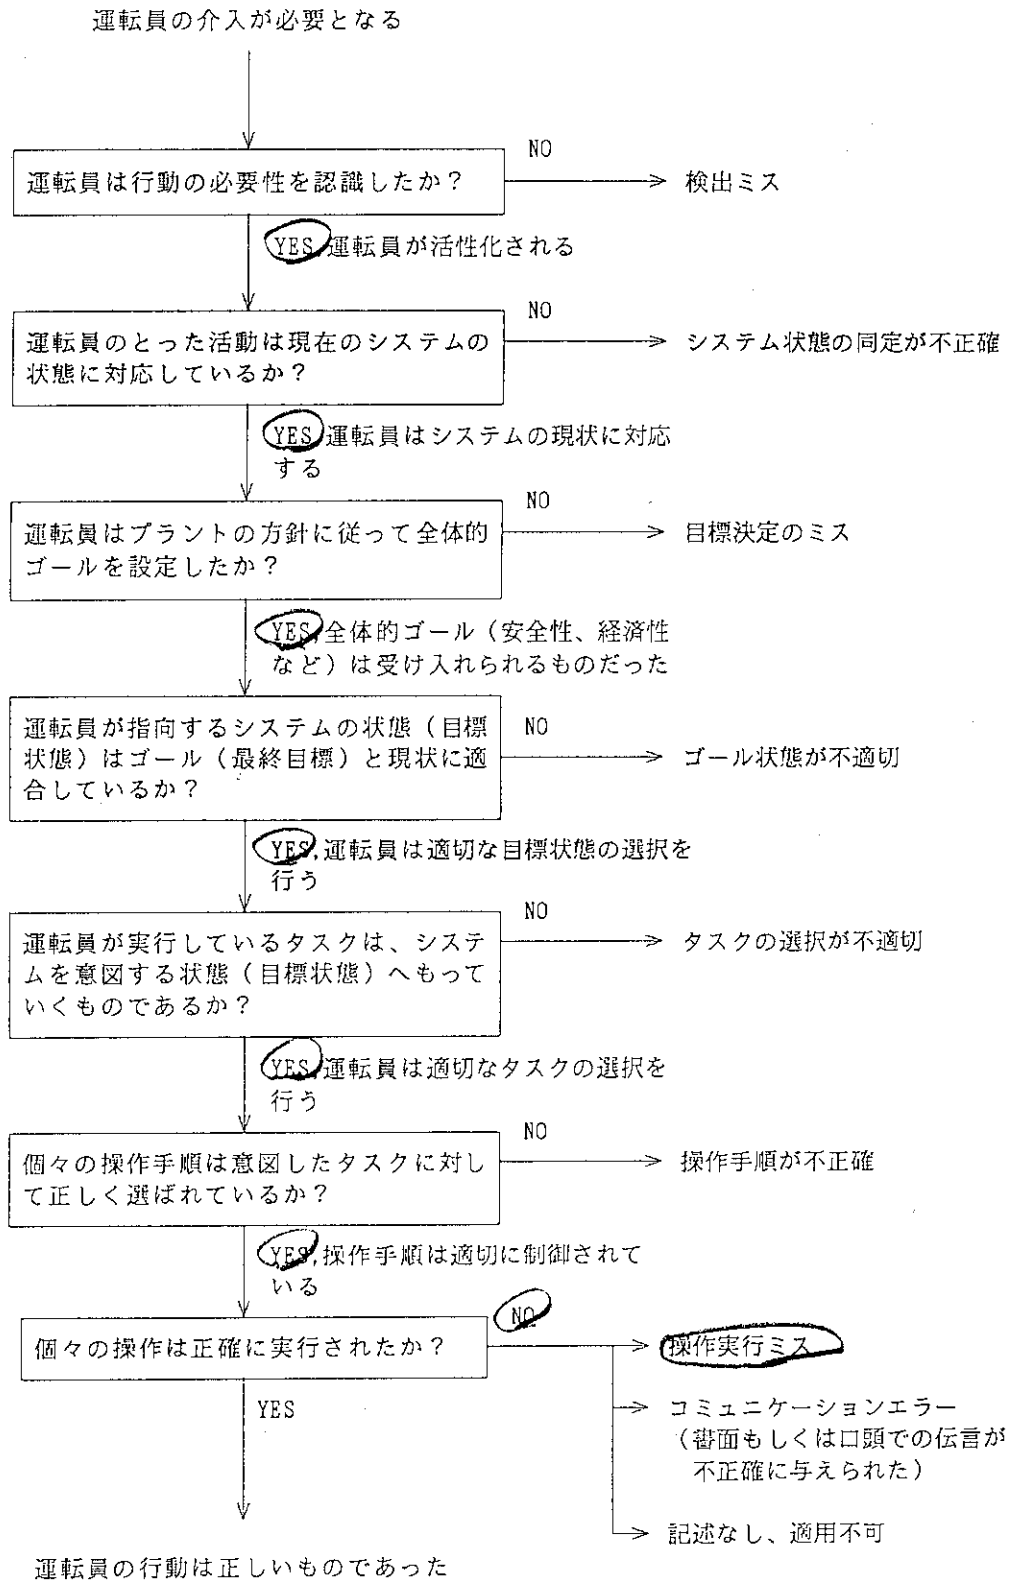 運転員の介入が必要となる
NO
運転員は行動の必要性を認識したか？
検出ミス
YES,運転員が活性化される
NO
運転員のとった活動は現在のシステムの
状態に対応しているか？
システム状態の同定が不正確
YES,運転員はシステムの現状に対応
する
NO
運転員はプラントの方針に従って全体的
ゴールを設定したか？
目標決定のミス
YES,全体的ゴール（安全性、経済性
など）は受け入れられるものだった
運転員が指向するシステムの状態（目標
状態）はゴール（最終目標）と現状に適
合しているか？
NO
ゴール状態が不適切
YES,運転員は適切な目標状態の選択を
行う
NO
運転員が実行しているタスクは、システ
ムを意図する状態（目標状態）へもって
いくものであるか？
タスクの選択が不適切
YES,運転員は適切なタスクの選択を
行う
NO
個々の操作手順は意図したタスクに対し
て正しく選ばれているか？
操作手順が不正確
YES,操作手順は適切に制御されて
いる
NO
個々の操作は正確に実行されたか？
操作実行ミス
YES
コミュニケーションエラー
（書面もしくは口頭での伝言が
不正確に与えられた）
記述なし、適用不可
運転員の行動は正しいものであった